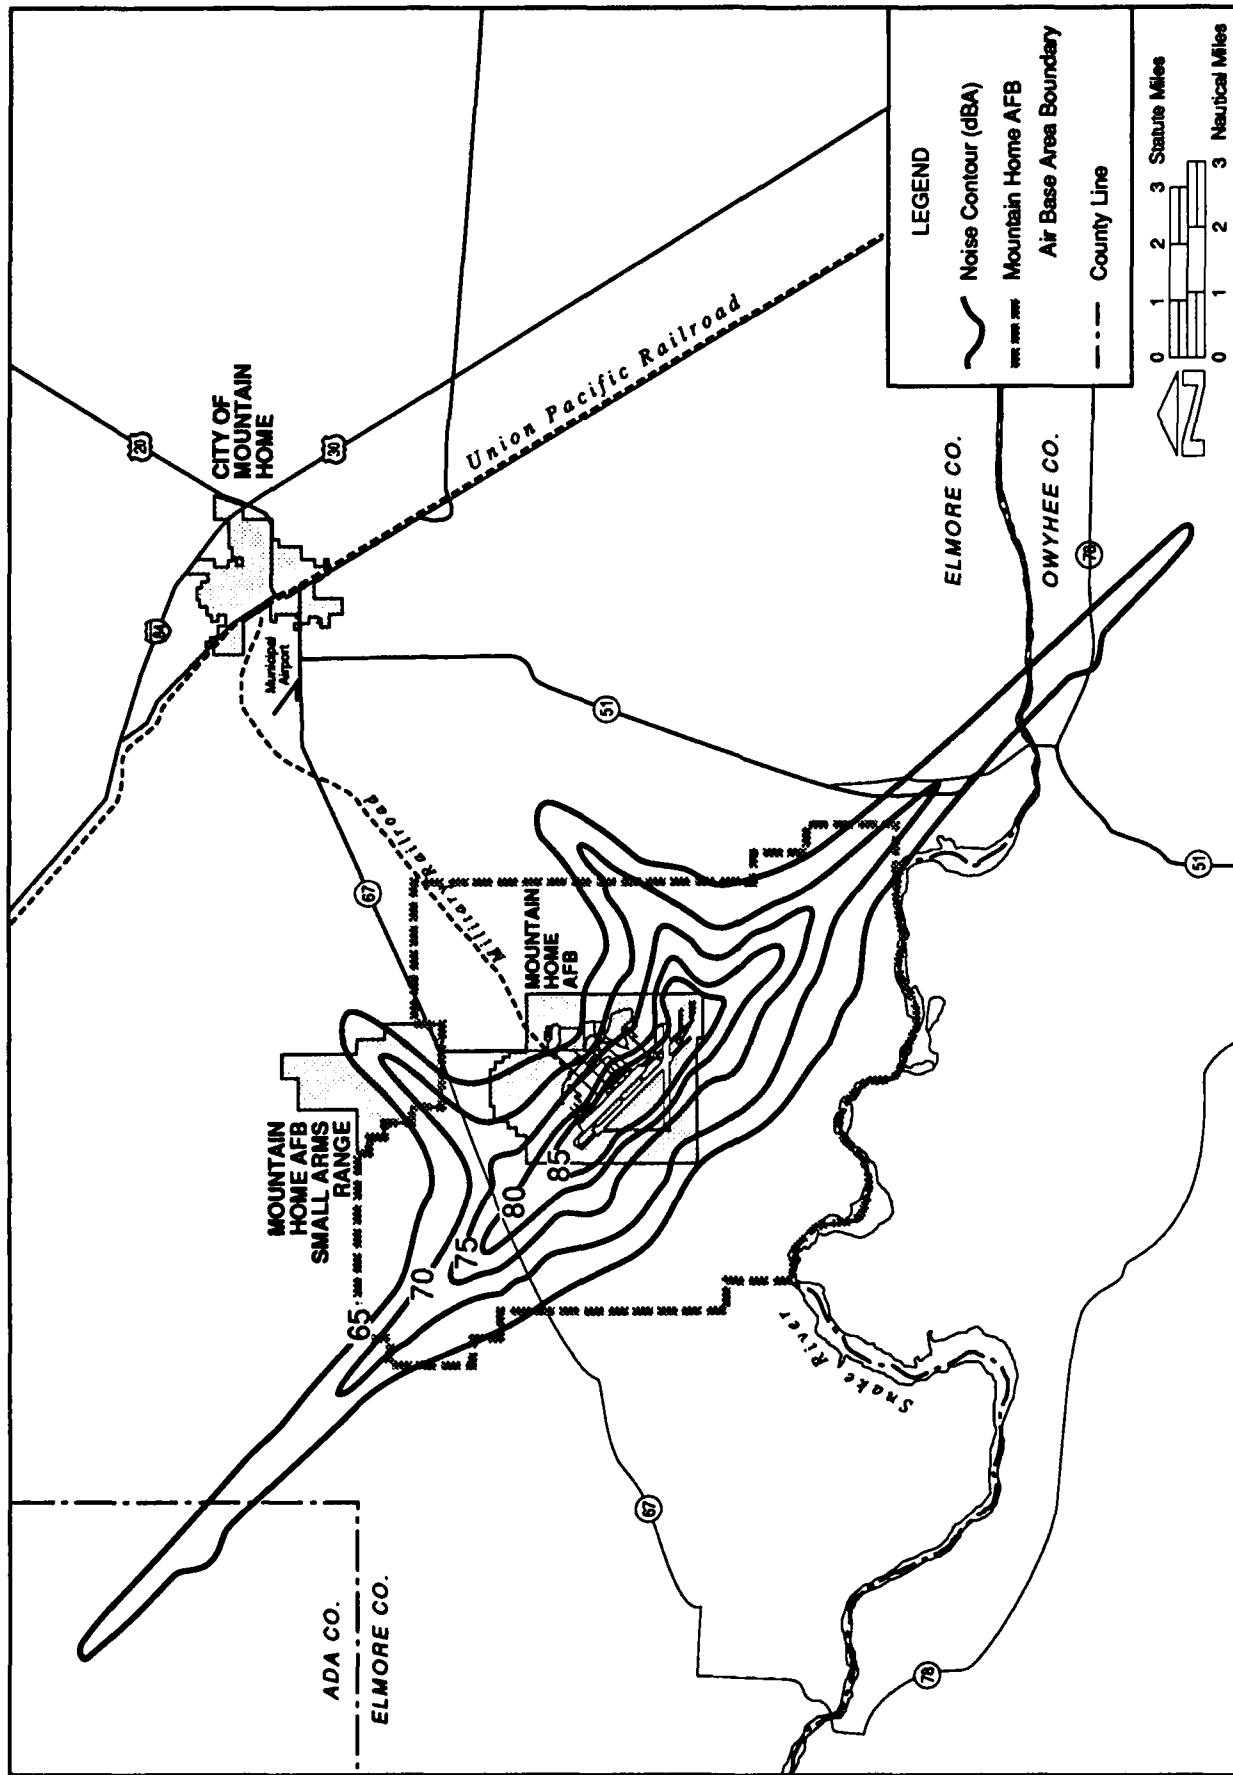 ADA CO.
ELMORE CO.
65
70
75
80
85
MOUNTAIN
HOME AFB
SMALL ARMS
RANGE
MOUNTAIN
HOME
AFB
Military Railroad
67
67
84
Municipal
Airport
CITY OF
MOUNTAIN
HOME
20
30
Union Pacific Railroad
51
51
Snake River
78
78
ELMORE CO.
OWYHEE CO.
LEGEND
Noise Contour (dBA)
Mountain Home AFB
Air Base Area Boundary
County Line
0 1 2 3 Statute Miles
0 1 2 3 Nautical Miles